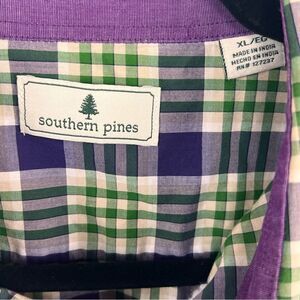 southern pines
XL/EG
MADE IN INDIA
HECHO EN INDIA
RN# 127237